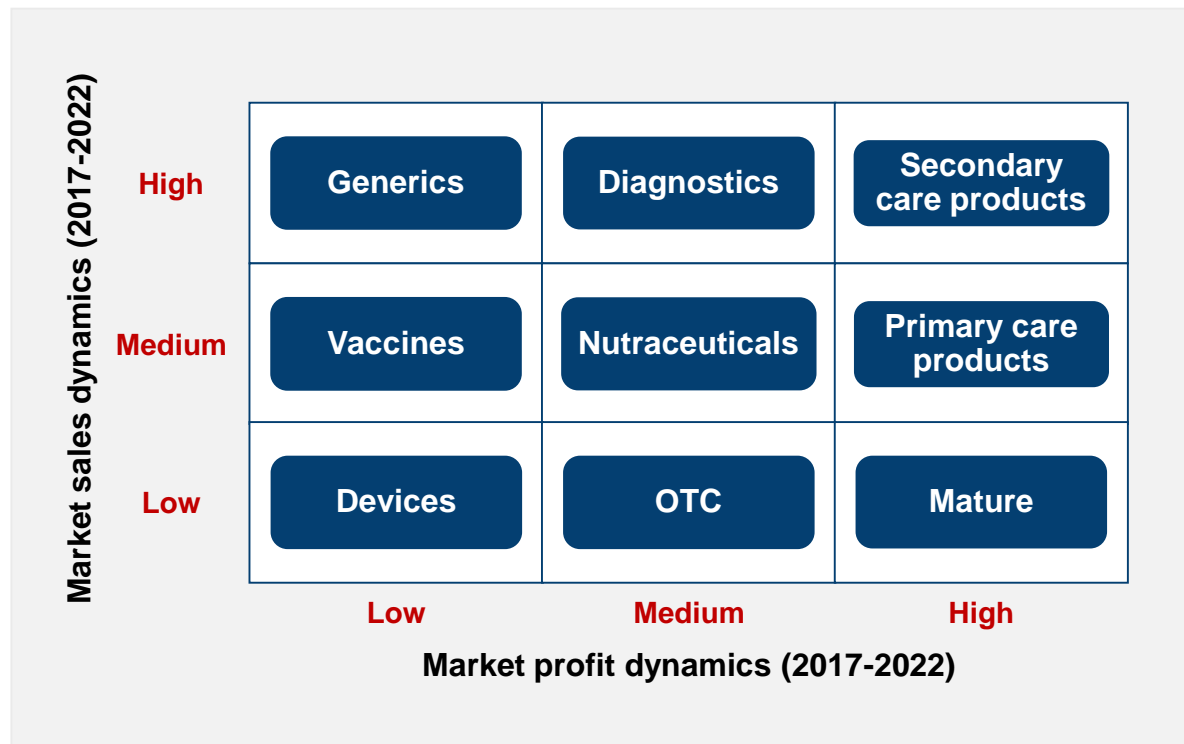 Market sales dynamics (2017-2022)
High
Generics
Diagnostics
Secondary
care products
Medium
Vaccines
Nutraceuticals
Primary care
products
Low
Devices
OTC
Mature
Low
Medium
High
Market profit dynamics (2017-2022)